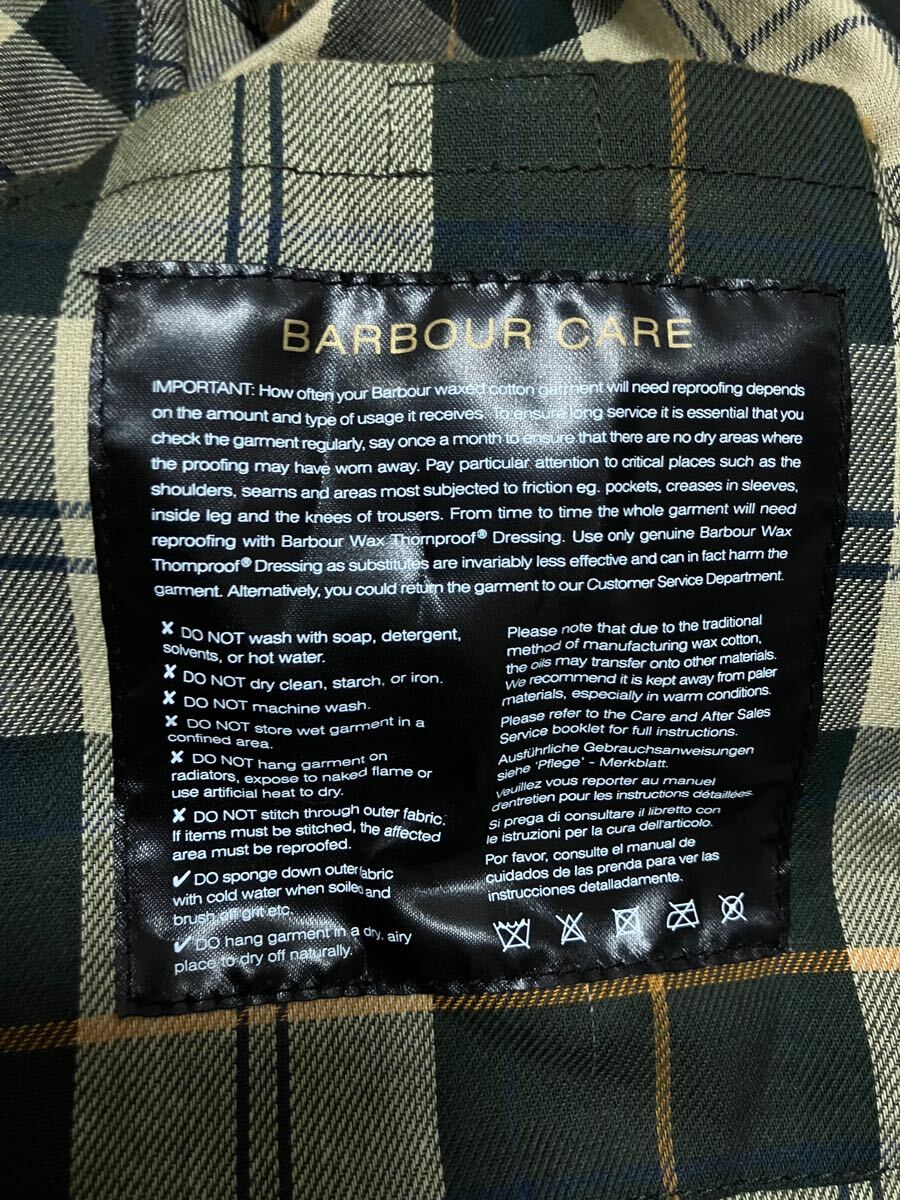 BARBOUR CARE
IMPORTANT: How often your Barbour waxed cotton garment will need reproofing depends
on the amount and type of usage it receives. To ensure long service it is essential that you
check the garment regularly, say once a month to ensure that there are no dry areas where
the proofing may have worn away. Pay particular attention to critical places such as the
shoulders, seams and areas most subjected to friction eg. pockets, creases in sleeves,
inside leg and the knees of trousers. From time to time the whole garment will need
reproofing with Barbour Wax Thornproof® Dressing. Use only genuine Barbour Wax
Thornproof® Dressing as substitutes are invariably less effective and can in fact harm the
garment. Alternatively, you could return the garment to our Customer Service Department.
✗ DO NOT wash with soap, detergent,
solvents, or hot water.
✗ DO NOT dry clean, starch, or iron.
✗ DO NOT machine wash.
✗ DO NOT store wet garment in a
confined area.
✗ DO NOT hang garment on
radiators, expose to naked flame or
use artificial heat to dry.
✗ DO NOT stitch through outer fabric.
If items must be stitched, the affected
area must be reproofed.
✓ DO sponge down outer fabric
with cold water when soiled and
brush off grit etc.
✓ DO hang garment in a dry, airy
place to dry off naturally.
Please note that due to the traditional
method of manufacturing wax cotton,
the oils may transfer onto other materials.
We recommend it is kept away from paler
materials, especially in warm conditions.
Please refer to the Care and After Sales
Service booklet for full instructions.
Ausführliche Gebrauchsanweisungen
siehe 'Pflege' - Merkblatt.
Veuillez vous reporter au manuel
d'entretien pour les instructions détaillées.
Si prega di consultare il libretto con
le istruzioni per la cura dell'articolo.
Por favor, consulte el manual de
cuidados de las prenda para ver las
instrucciones detalladamente.